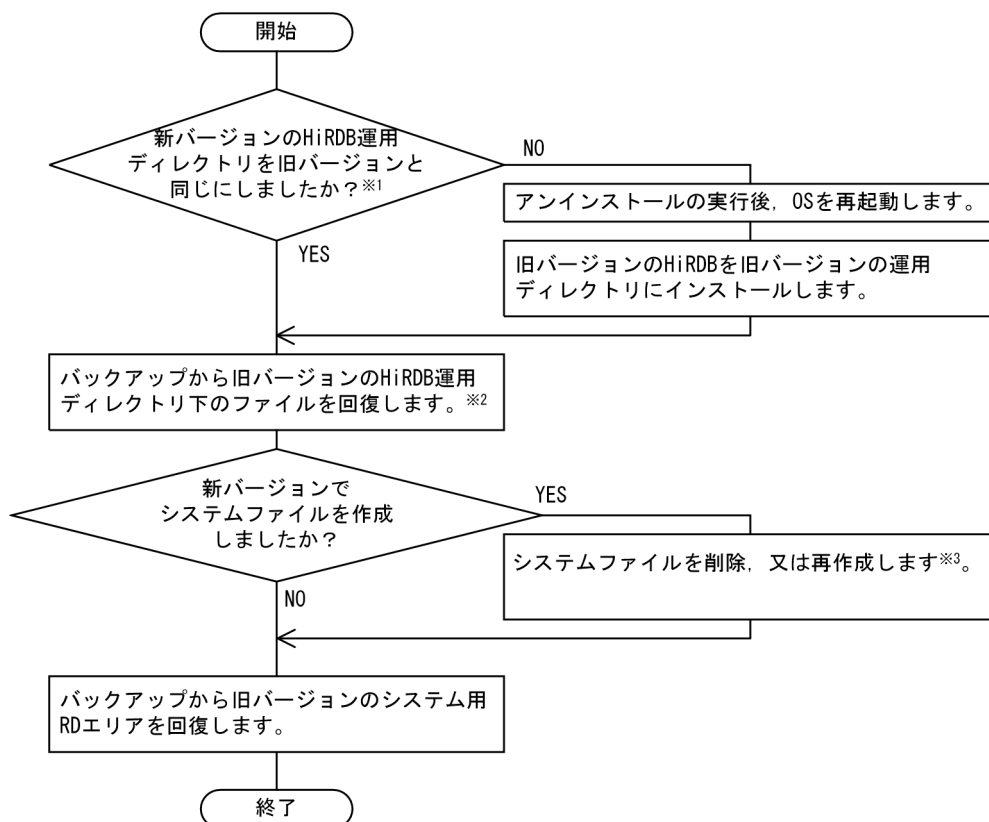 開始
新バージョンのHiRDB運用
ディレクトリを旧バージョンと
同じにしましたか?※1
NO
アンインストールの実行後,OSを再起動します。
YES
旧バージョンのHiRDBを旧バージョンの運用
ディレクトリにインストールします。
バックアップから旧バージョンのHiRDB運用
ディレクトリ下のファイルを回復します。※2
新バージョンで
システムファイルを作成
しましたか?
YES
システムファイルを削除,又は再作成します※3。
NO
バックアップから旧バージョンのシステム用
RDエリアを回復します。
終了